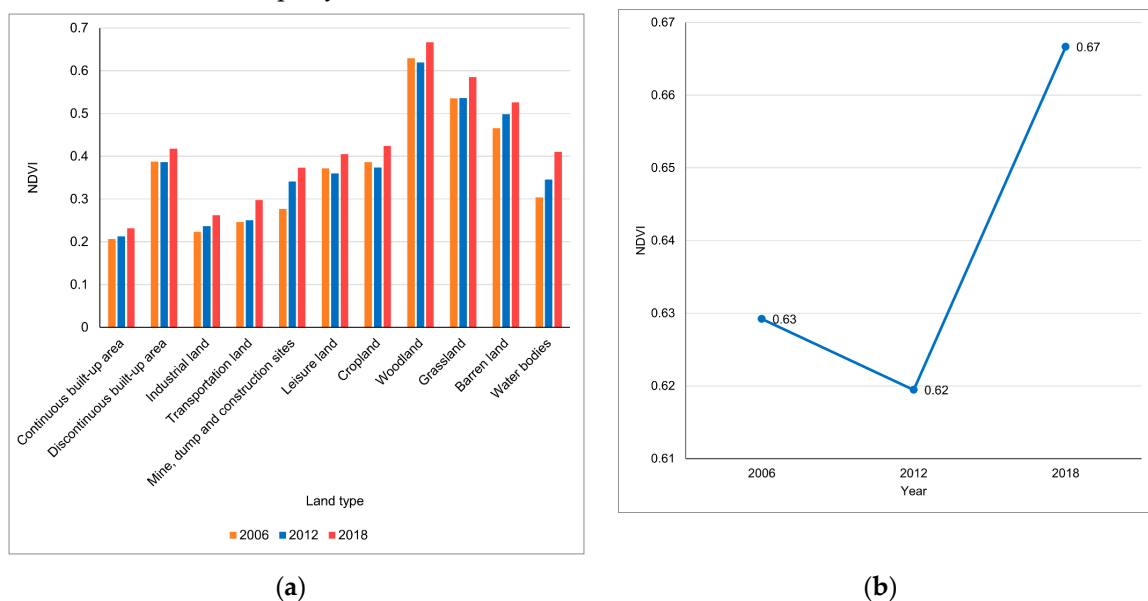 0.7
0.6
0.5
0.4
0.3
0.2
0.1
0
NDVI
Continuous built-up area
Discontinuous built-up area
Industrial land
Transportation land
Mine, dump and construction sites
Leisure land
Cropland
Woodland
Grassland
Barren land
Water bodies
Land type
2006 2012 2018
(a)
0.67
0.66
0.65
0.64
0.63
0.62
0.61
NDVI
0.63
0.62
0.67
2006 2012 2018
Year
(b)